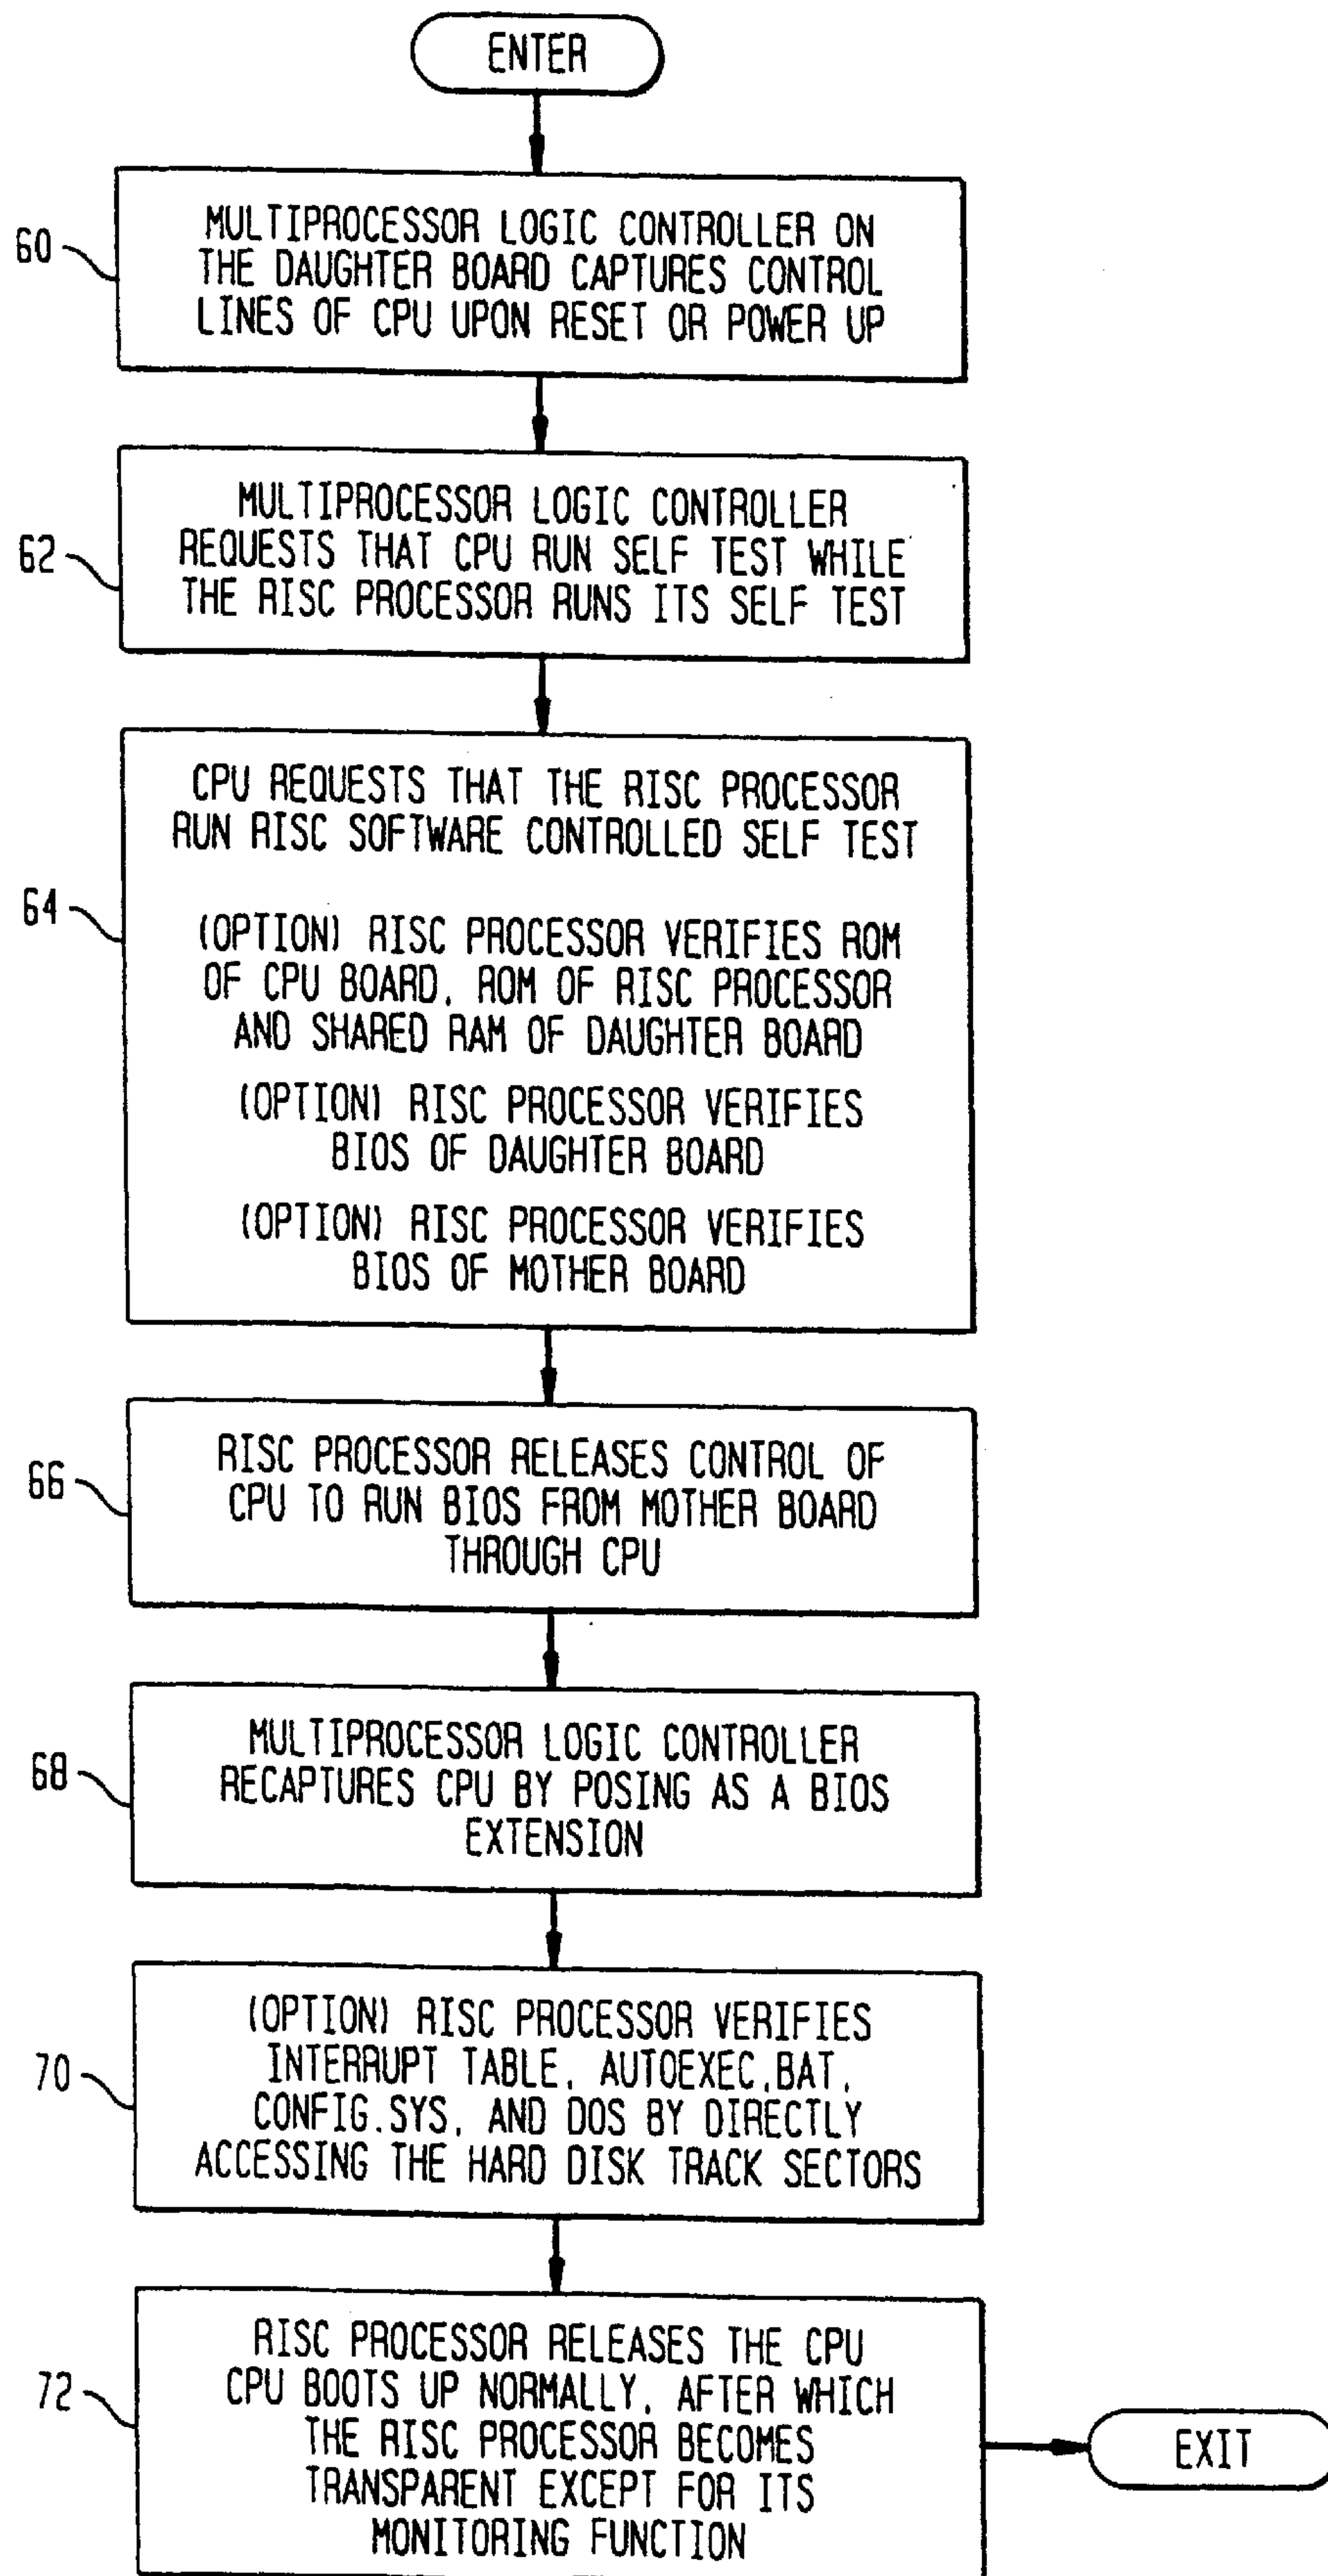 ENTER
60
MULTIPROCESSOR LOGIC CONTROLLER ON
THE DAUGHTER BOARD CAPTURES CONTROL
LINES OF CPU UPON RESET OR POWER UP
62
MULTIPROCESSOR LOGIC CONTROLLER
REQUESTS THAT CPU RUN SELF TEST WHILE
THE RISC PROCESSOR RUNS ITS SELF TEST
64
CPU REQUESTS THAT THE RISC PROCESSOR
RUN RISC SOFTWARE CONTROLLED SELF TEST
(OPTION) RISC PROCESSOR VERIFIES ROM
OF CPU BOARD, ROM OF RISC PROCESSOR
AND SHARED RAM OF DAUGHTER BOARD
(OPTION) RISC PROCESSOR VERIFIES
BIOS OF DAUGHTER BOARD
(OPTION) RISC PROCESSOR VERIFIES
BIOS OF MOTHER BOARD
66
RISC PROCESSOR RELEASES CONTROL OF
CPU TO RUN BIOS FROM MOTHER BOARD
THROUGH CPU
68
MULTIPROCESSOR LOGIC CONTROLLER
RECAPTURES CPU BY POSING AS A BIOS
EXTENSION
70
(OPTION) RISC PROCESSOR VERIFIES
INTERRUPT TABLE, AUTOEXEC.BAT,
CONFIG.SYS, AND DOS BY DIRECTLY
ACCESSING THE HARD DISK TRACK SECTORS
72
RISC PROCESSOR RELEASES THE CPU
CPU BOOTS UP NORMALLY, AFTER WHICH
THE RISC PROCESSOR BECOMES
TRANSPARENT EXCEPT FOR ITS
MONITORING FUNCTION
EXIT